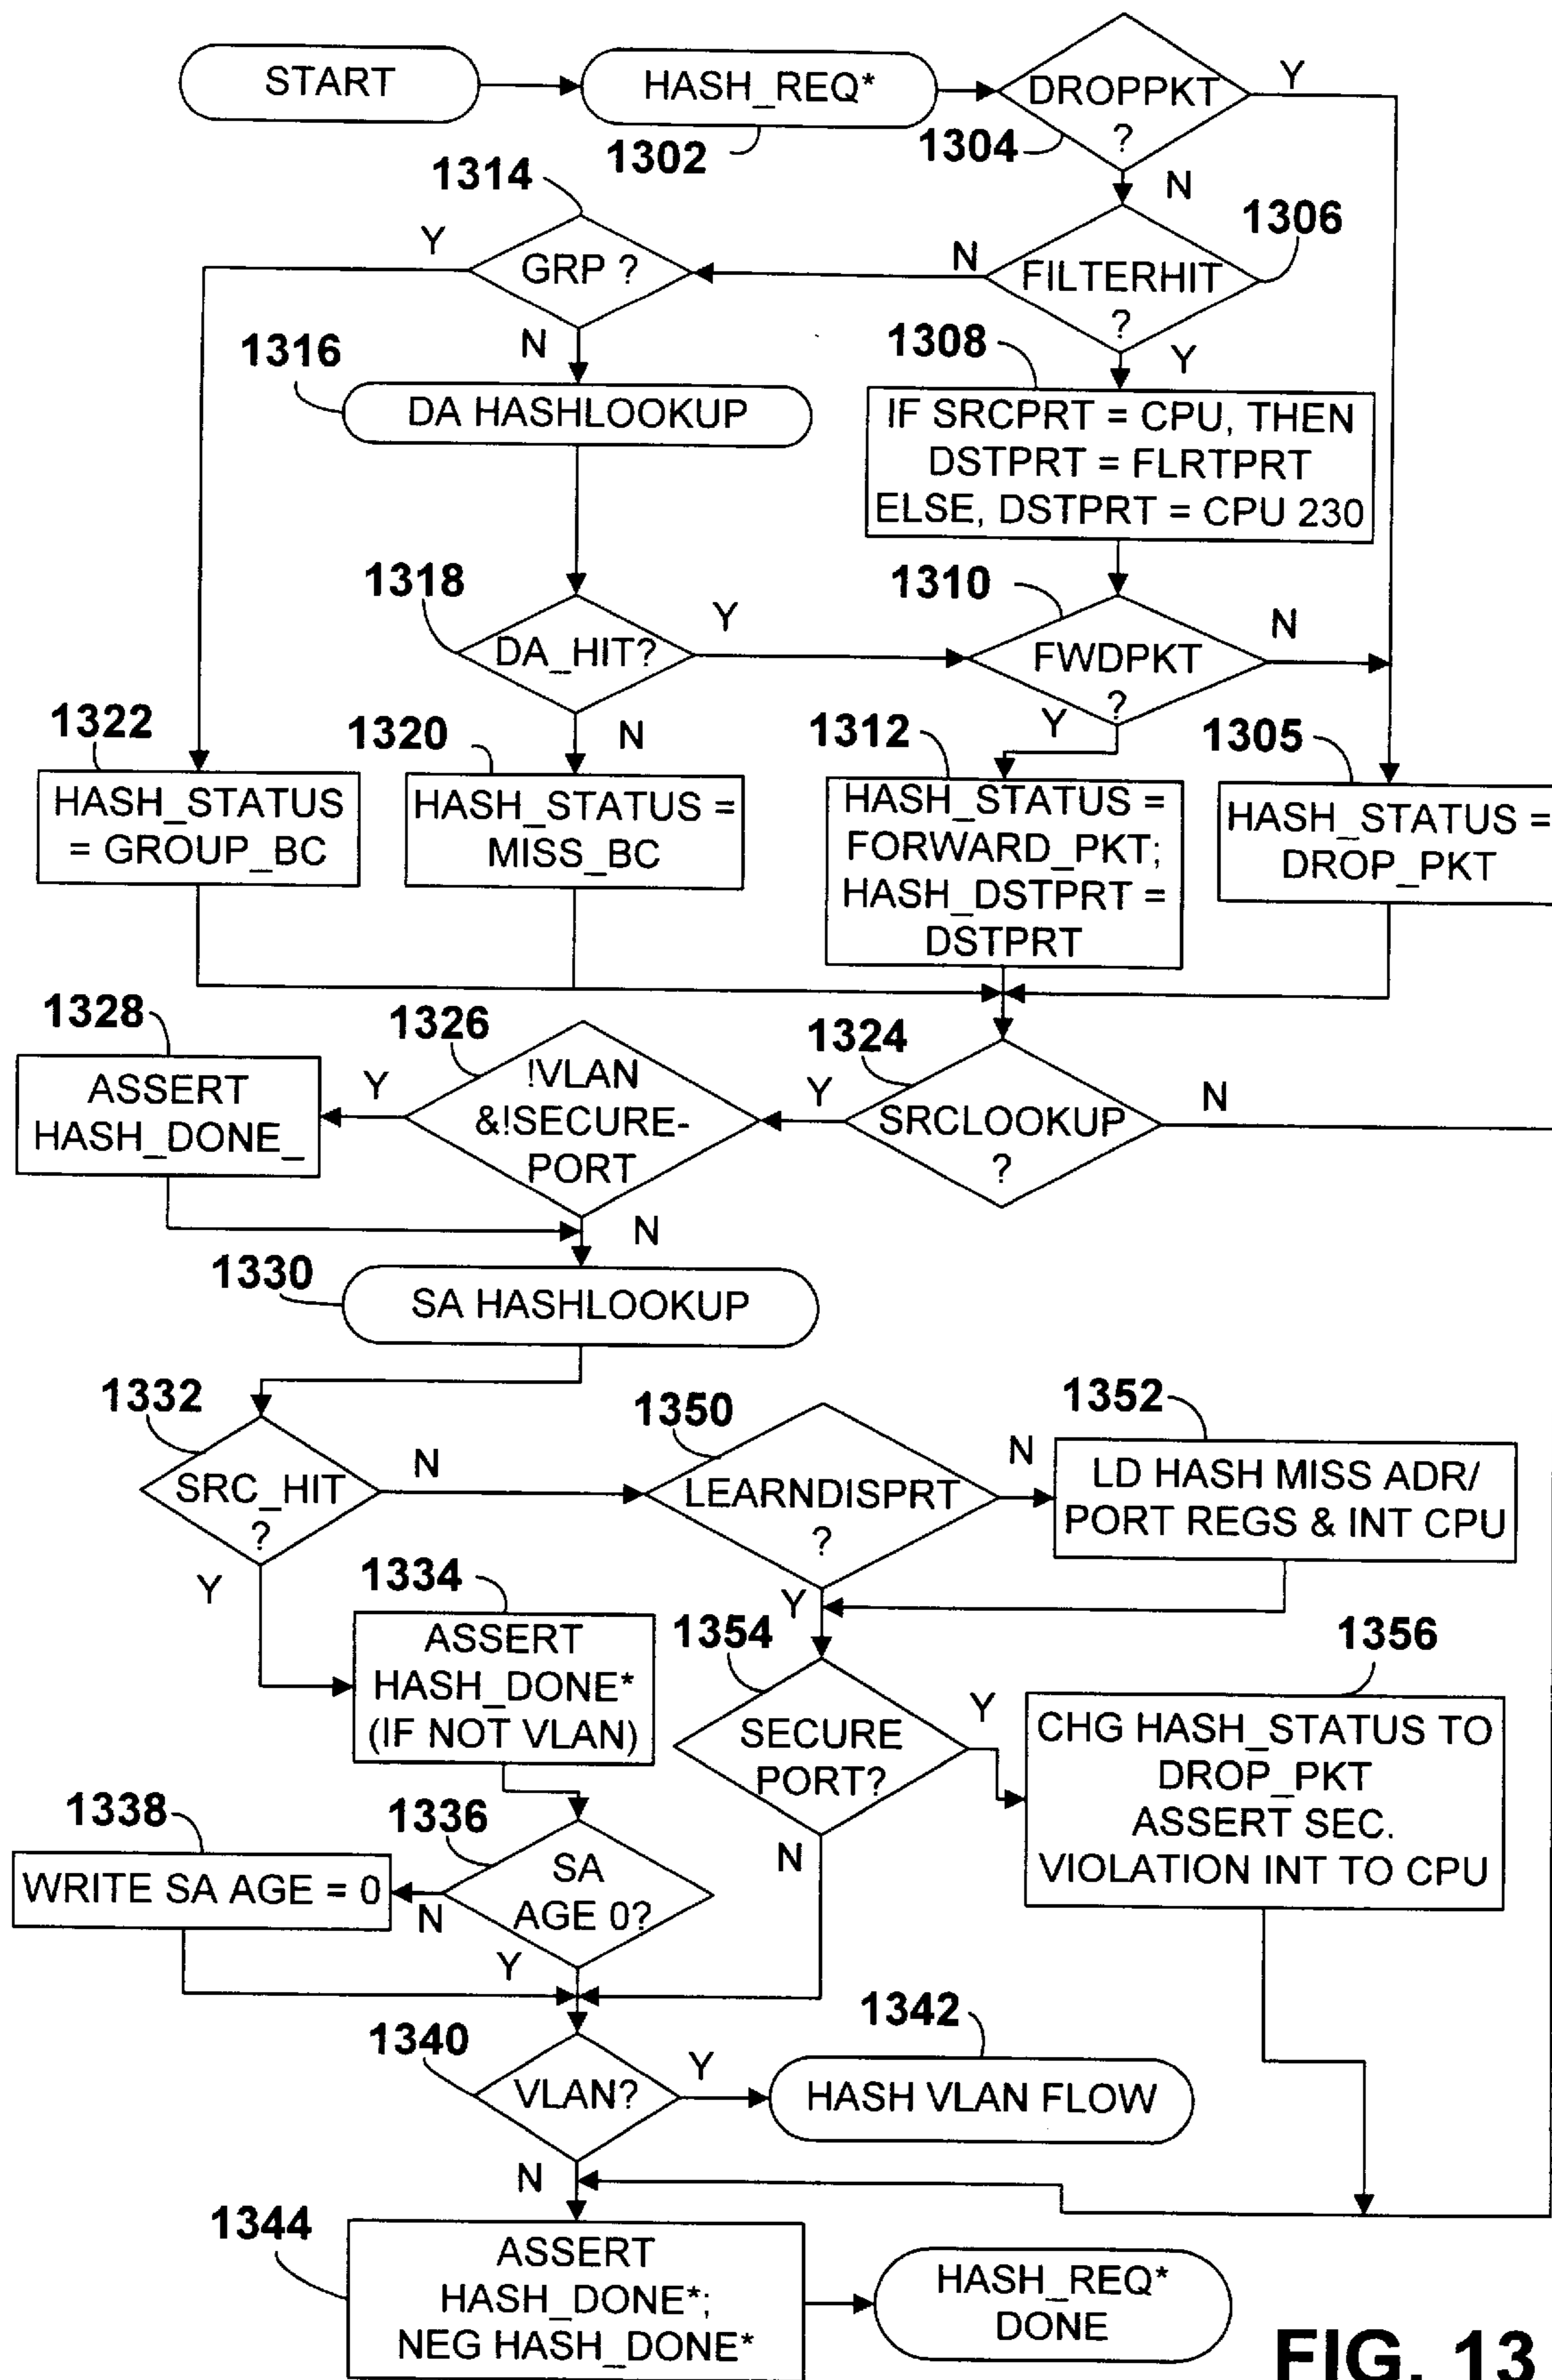 START
HASH_REQ*
1302
DROPPKT
?
1304
Y
N
1314
Y
GRP ?
N
N
FILTERHIT
?
1306
Y
1316
DA HASHLOOKUP
1308
IF SRCPRT = CPU, THEN
DSTPRT = FLRTPRT
ELSE, DSTPRT = CPU 230
1318
DA_HIT?
Y
N
1310
FWDPKT
?
N
Y
1322
HASH_STATUS
= GROUP_BC
1320
HASH_STATUS =
MISS_BC
1312
HASH_STATUS =
FORWARD_PKT;
HASH_DSTPRT =
DSTPRT
1305
HASH_STATUS =
DROP_PKT
1328
ASSERT
HASH_DONE_
Y
1326
!VLAN
&!SECURE-
PORT
N
Y
1324
SRCLOOKUP
?
N
1330
SA HASHLOOKUP
1332
SRC_HIT
?
N
Y
1350
LEARNDISPRT
?
N
Y
1352
LD HASH MISS ADR/
PORT REGS & INT CPU
1334
ASSERT
HASH_DONE*
(IF NOT VLAN)
1354
SECURE
PORT?
Y
N
1356
CHG HASH_STATUS TO
DROP_PKT
ASSERT SEC.
VIOLATION INT TO CPU
1338
WRITE SA AGE = 0
1336
SA
AGE 0?
N
Y
1340
VLAN?
Y
N
1342
HASH VLAN FLOW
1344
ASSERT
HASH_DONE*;
NEG HASH_DONE*
HASH_REQ*
DONE
FIG. 13